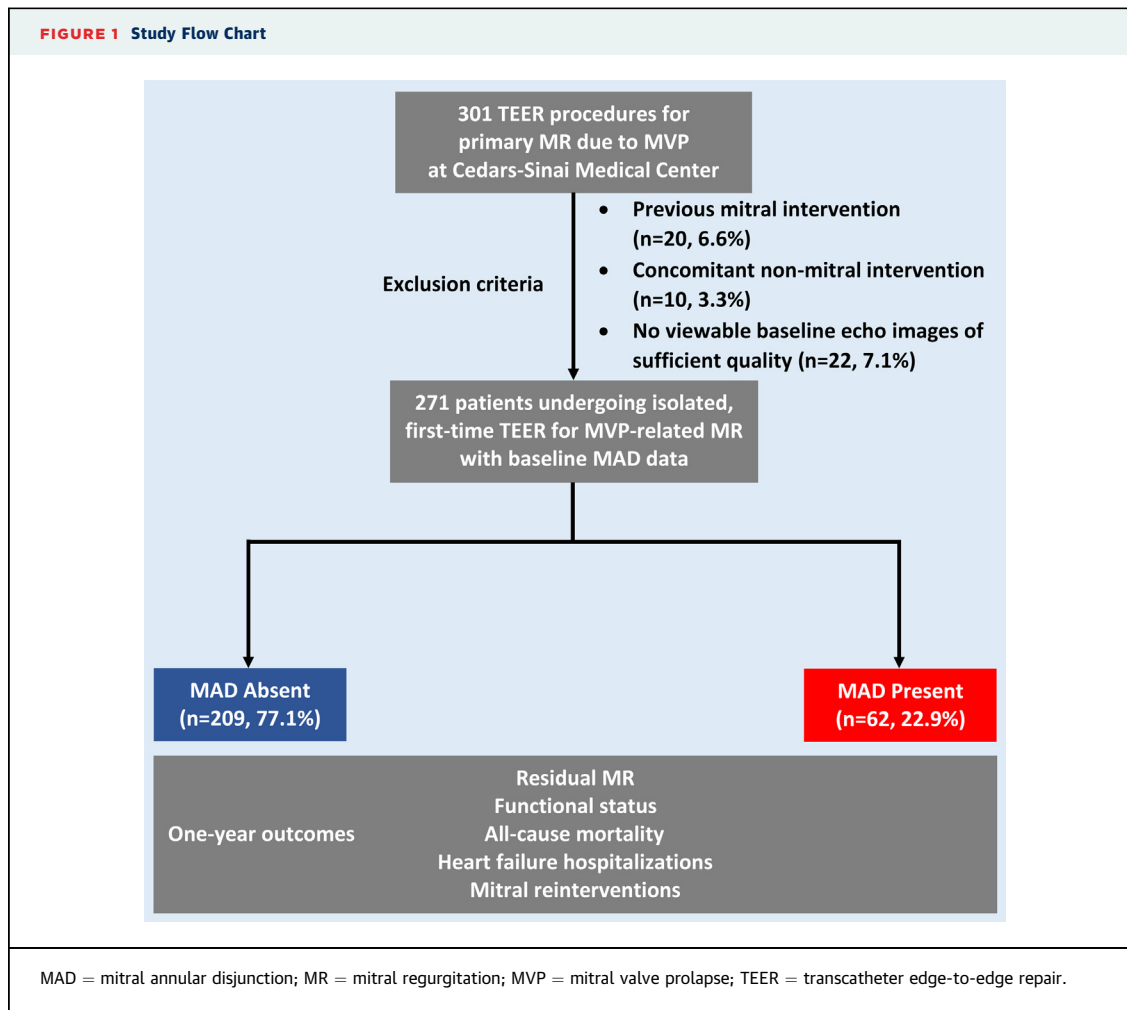 FIGURE 1 Study Flow Chart
301 TEER procedures for
primary MR due to MVP
at Cedars-Sinai Medical Center
Exclusion criteria
• Previous mitral intervention
(n=20, 6.6%)
• Concomitant non-mitral intervention
(n=10, 3.3%)
• No viewable baseline echo images of
sufficient quality (n=22, 7.1%)
271 patients undergoing isolated,
first-time TEER for MVP-related MR
with baseline MAD data
MAD Absent
(n=209, 77.1%)
MAD Present
(n=62, 22.9%)
One-year outcomes
Residual MR
Functional status
All-cause mortality
Heart failure hospitalizations
Mitral reinterventions
MAD = mitral annular disjunction; MR = mitral regurgitation; MVP = mitral valve prolapse; TEER = transcatheter edge-to-edge repair.